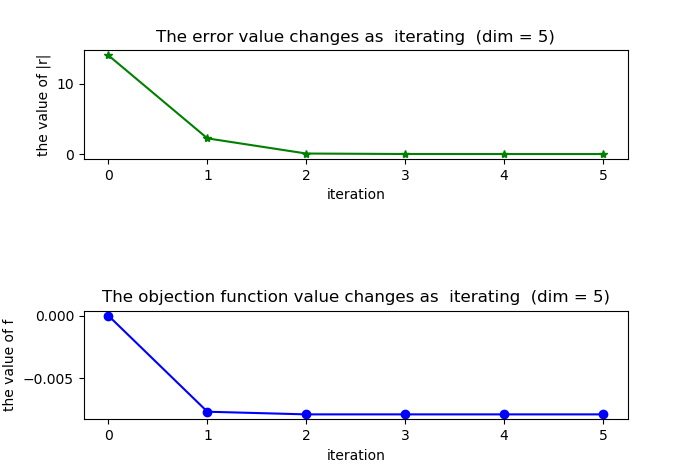 The error value changes as  iterating  (dim = 5)
the value of |r|
10
0
0 1 2 3 4 5
iteration
The objection function value changes as  iterating  (dim = 5)
the value of f
0.000
−0.005
0 1 2 3 4 5
iteration